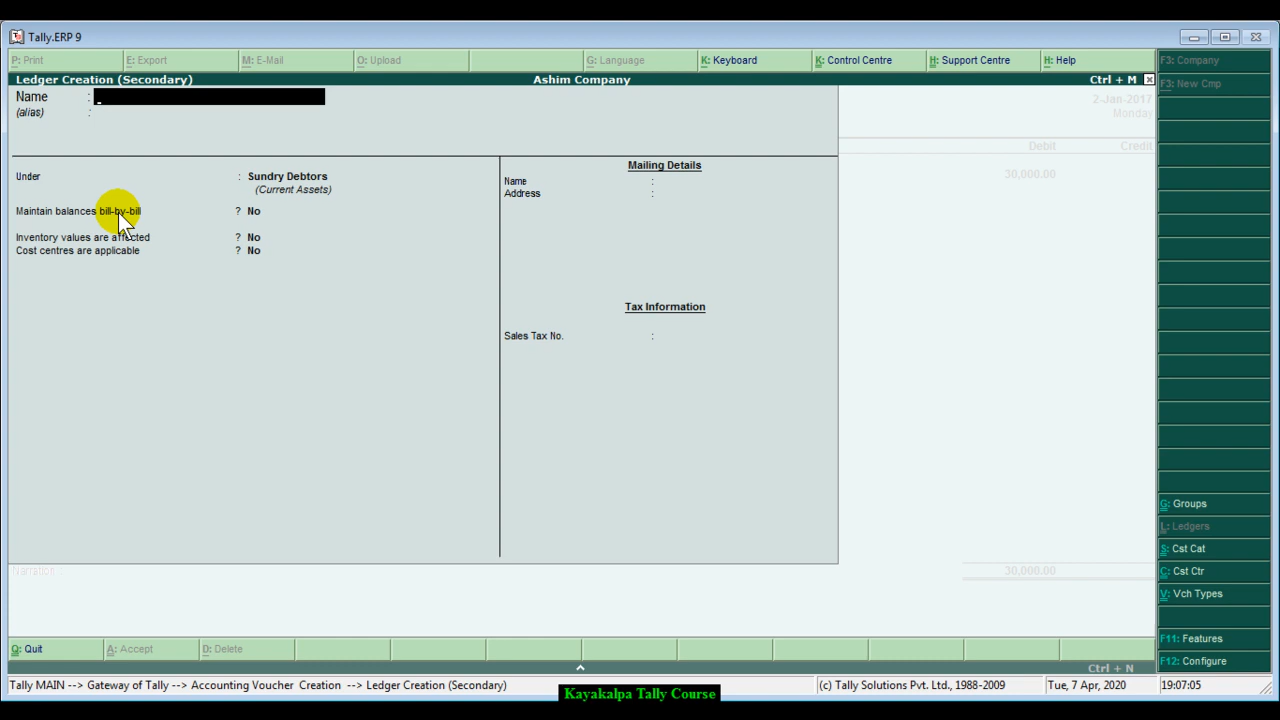 Tally.ERP 9
P: Print E: Export M: E-Mail O: Upload G: Language K: Keyboard K: Control Centre H: Support Centre H: Help F3: Company
Ledger Creation (Secondary) Ashim Company Ctrl + M
F3: New Cmp
Name :
(alias) :
2-Jan-2017
Monday
Debit Credit
30,000.00
Under : Sundry Debtors
(Current Assets)
Maintain balances bill-by-bill ? No
Inventory values are affected ? No
Cost centres are applicable ? No
Mailing Details
Name :
Address :
Tax Information
Sales Tax No. :
G: Groups
L: Ledgers
S: Cst Cat
C: Cst Ctr
V: Vch Types
F11: Features
F12: Configure
Narration :
30,000.00
Q: Quit A: Accept D: Delete
Ctrl + N
Tally MAIN --> Gateway of Tally --> Accounting Voucher Creation --> Ledger Creation (Secondary) (c) Tally Solutions Pvt. Ltd., 1988-2009 Tue, 7 Apr, 2020 19:07:05
Kayakalpa Tally Course